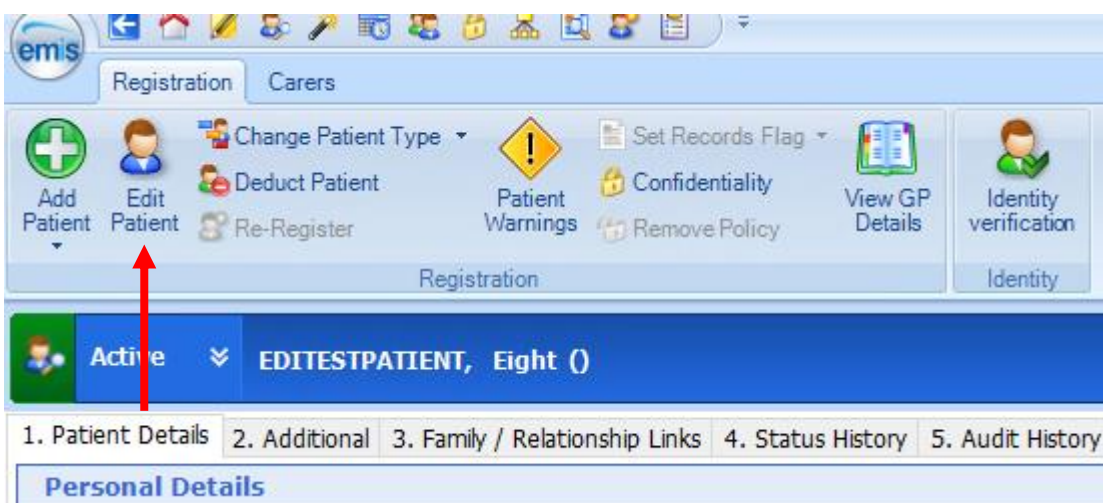 emis
Registration Carers
Change Patient Type Set Records Flag
Add Patient Edit Patient Deduct Patient Patient Warnings Confidentiality View GP Details Identity verification
Re-Register Remove Policy
Registration Identity
Active EDITESTPATIENT, Eight ()
1. Patient Details 2. Additional 3. Family / Relationship Links 4. Status History 5. Audit History
Personal Details